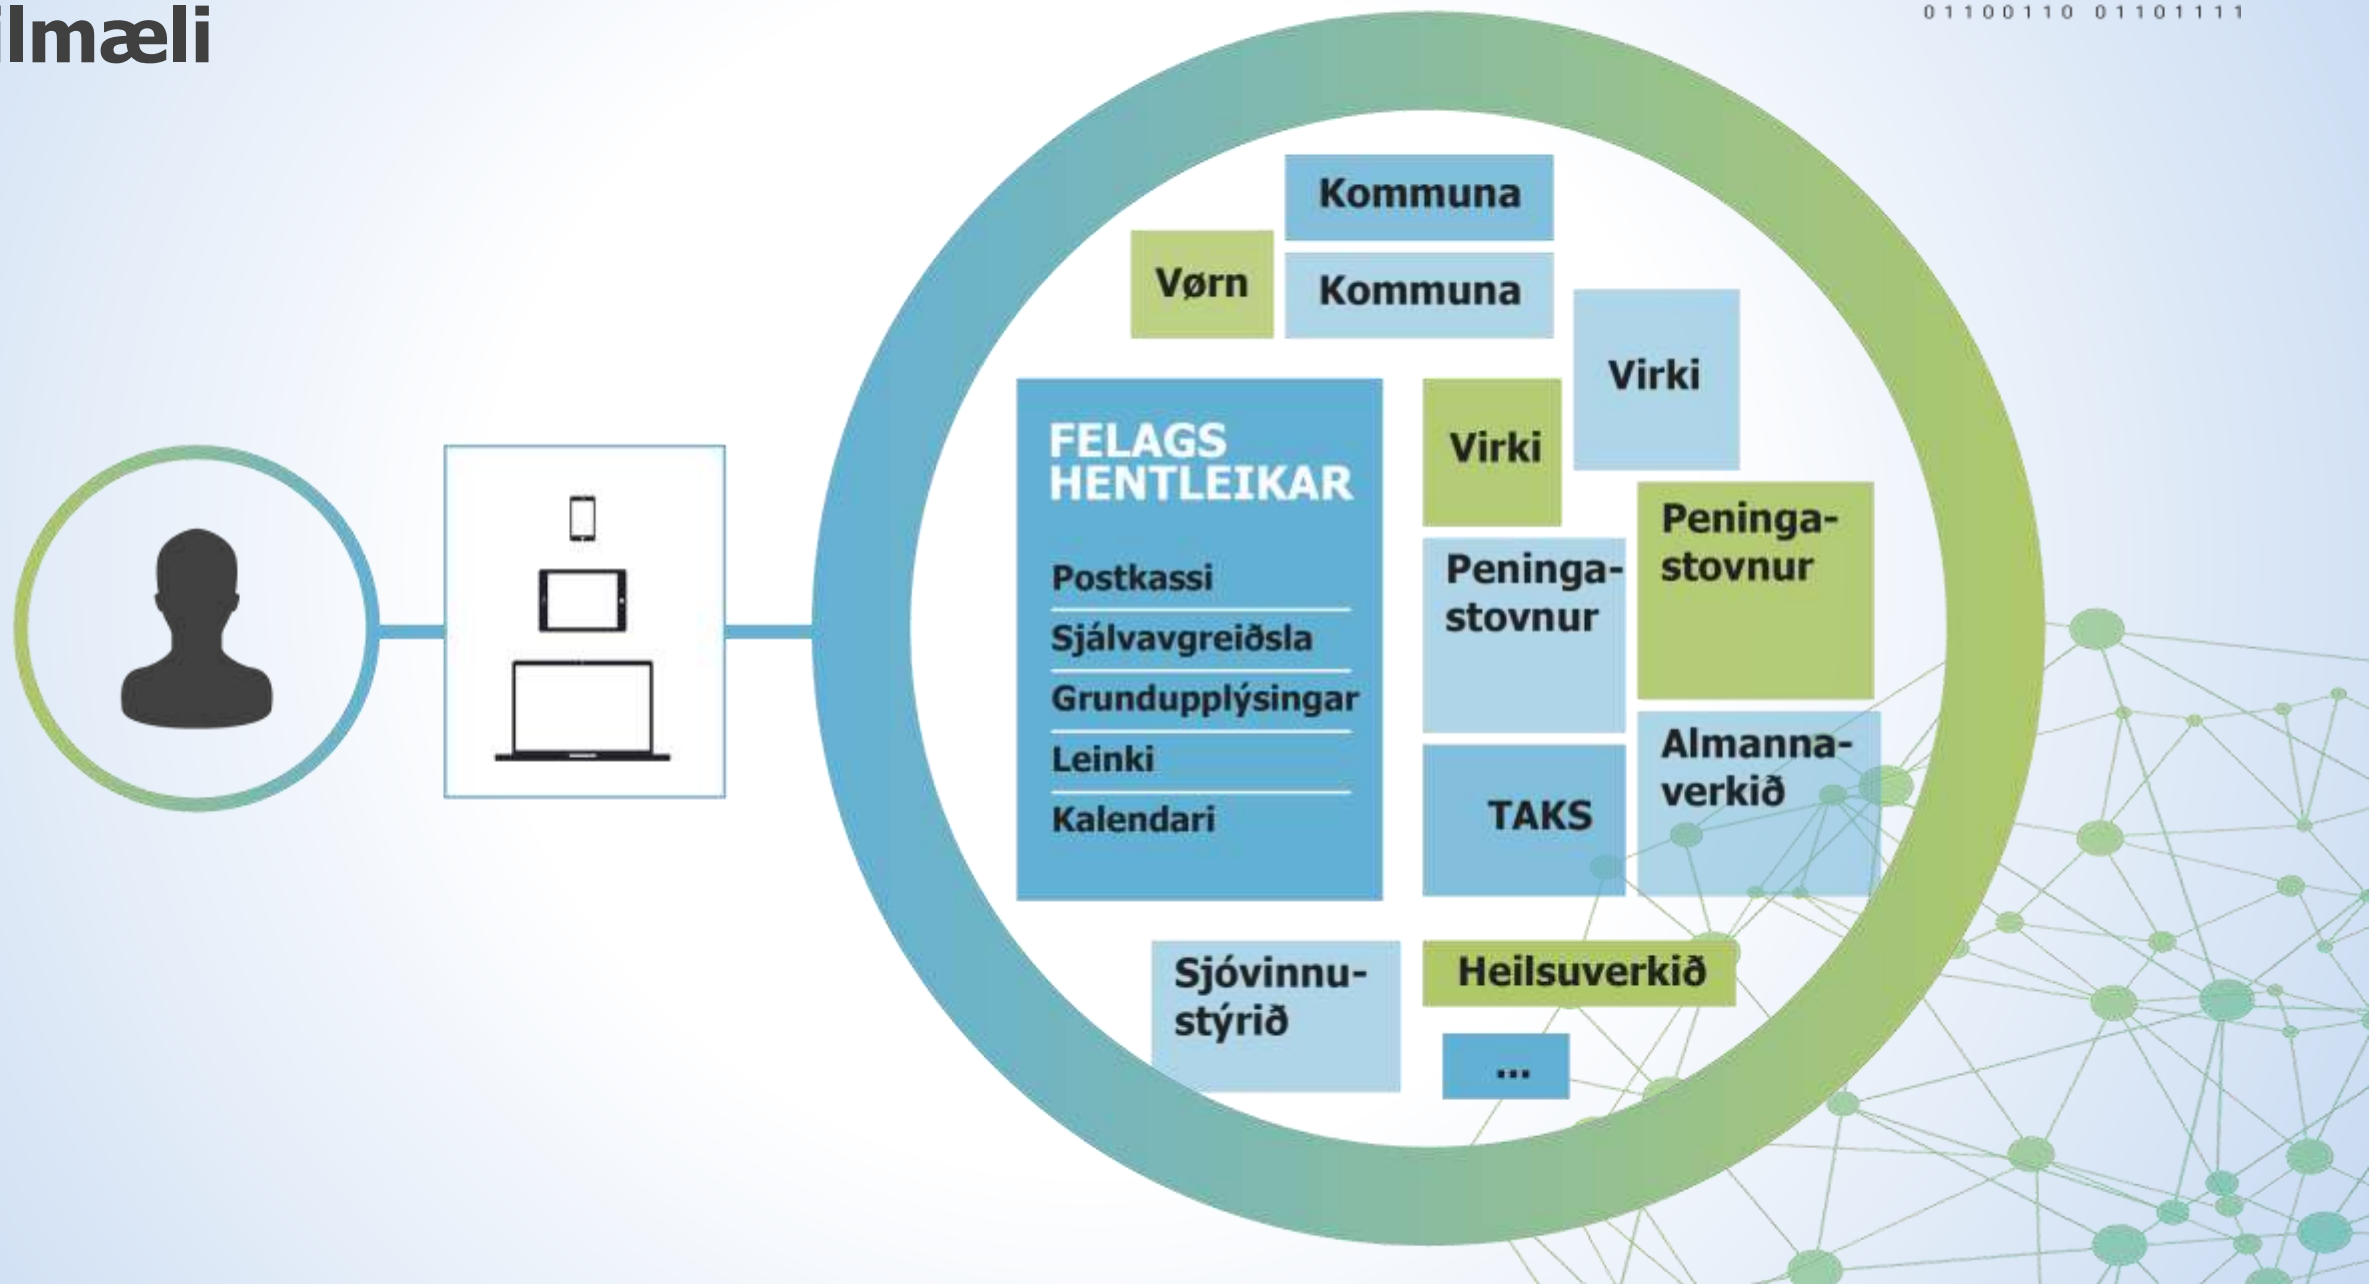 ilmæli
01100110 01101111
Kommuna
Vørn
Kommuna
Virki
FELAGS
HENTLEIKAR
Postkassi
Sjálvavgreiðsla
Grundupplýsingar
Leinki
Kalendari
Virki
Peninga-
stovnur
Peninga-
stovnur
TAKS
Almanna-
verkið
Sjóvinnu-
stýrið
Heilsuverkið
...